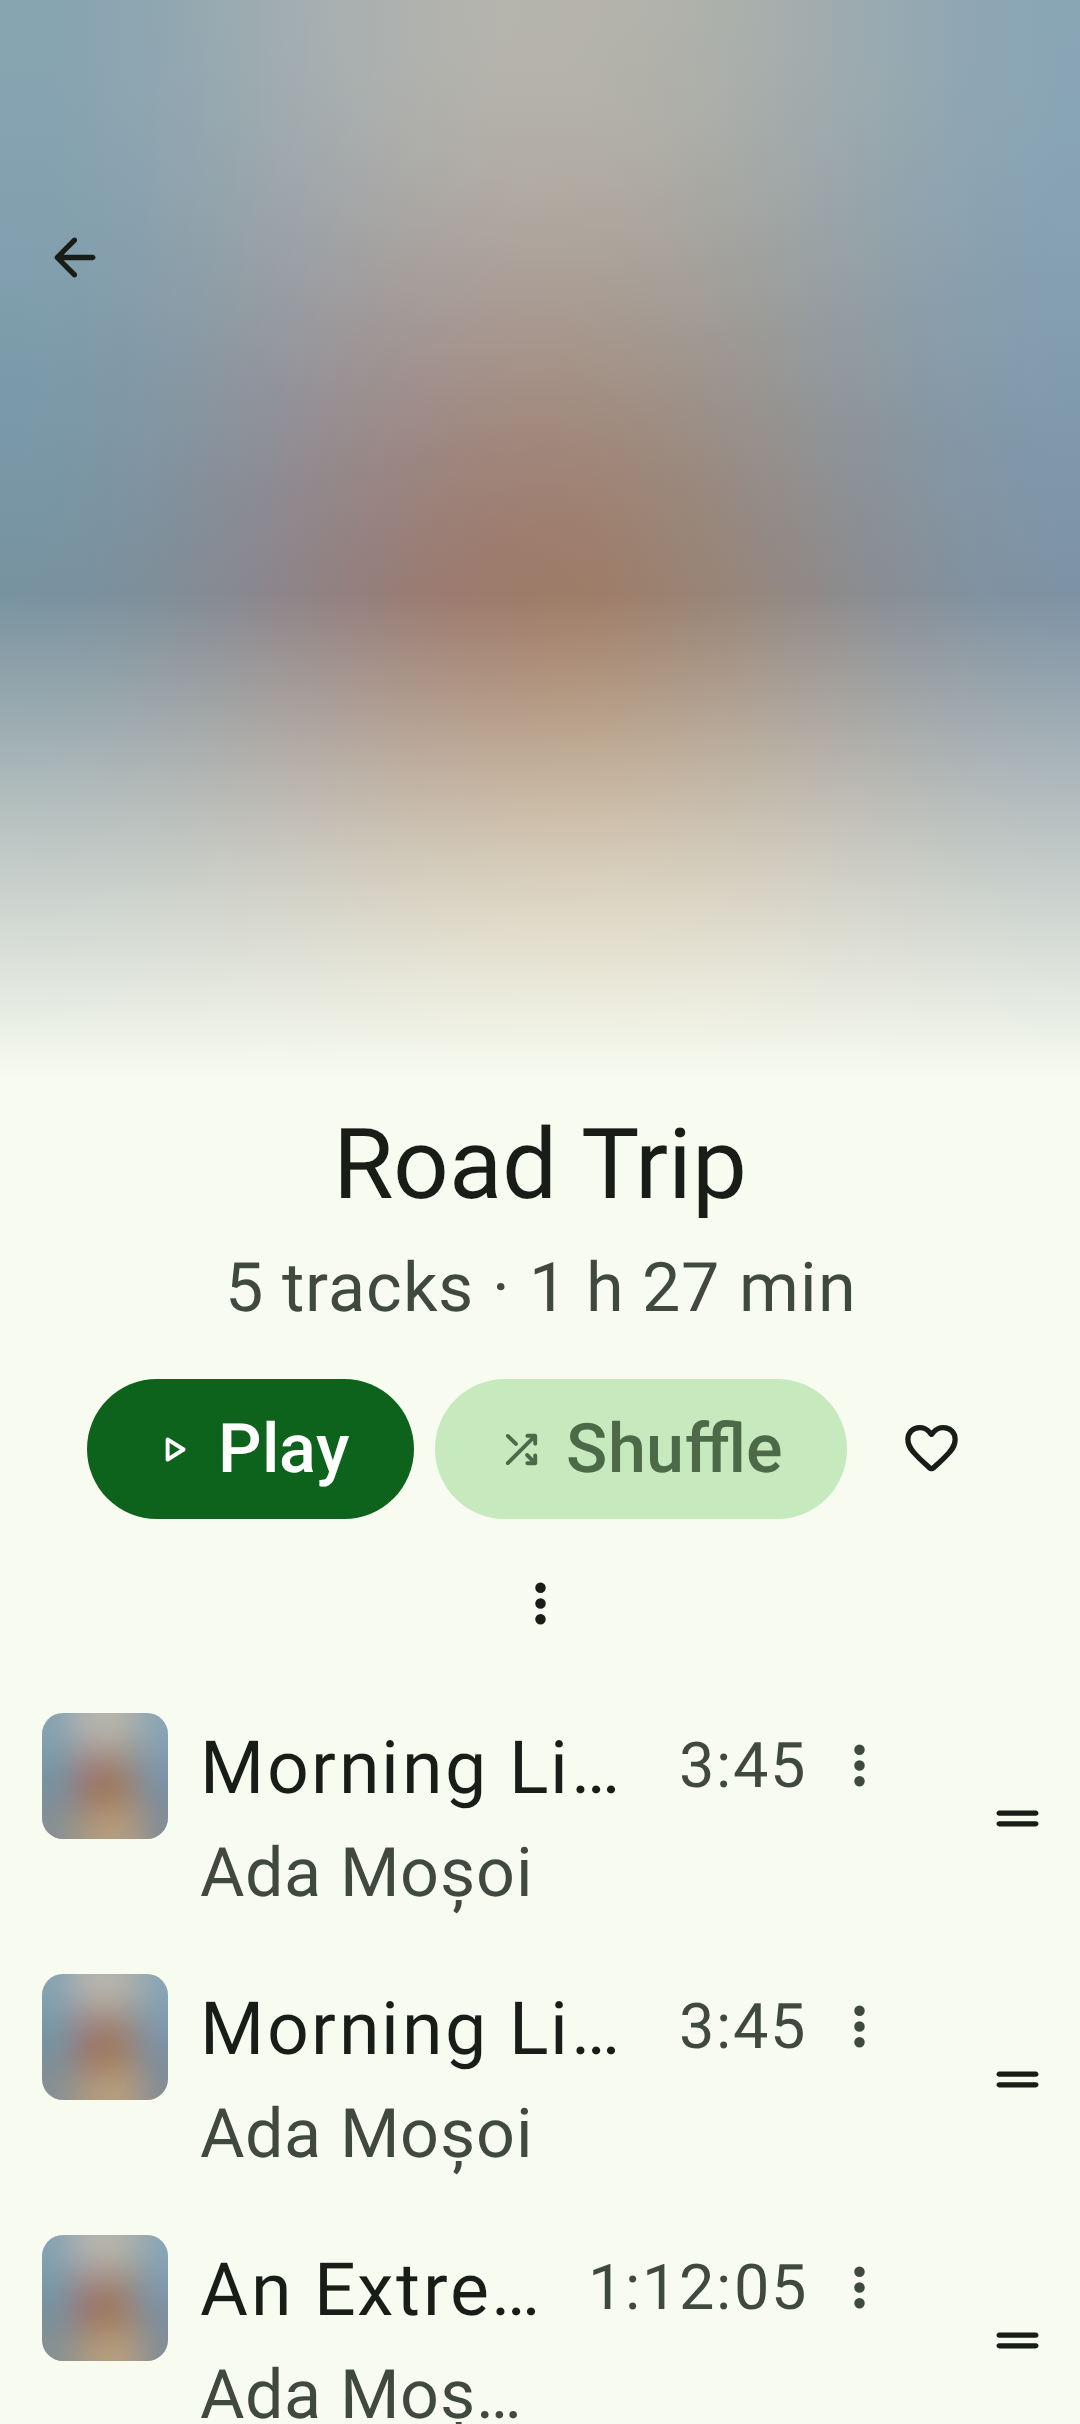 Road Trip
5 tracks · 1 h 27 min
Play
Shuffle
Morning Li…
3:45
Ada Moșoi
Morning Li…
3:45
Ada Moșoi
An Extre…
1:12:05
Ada Moș…